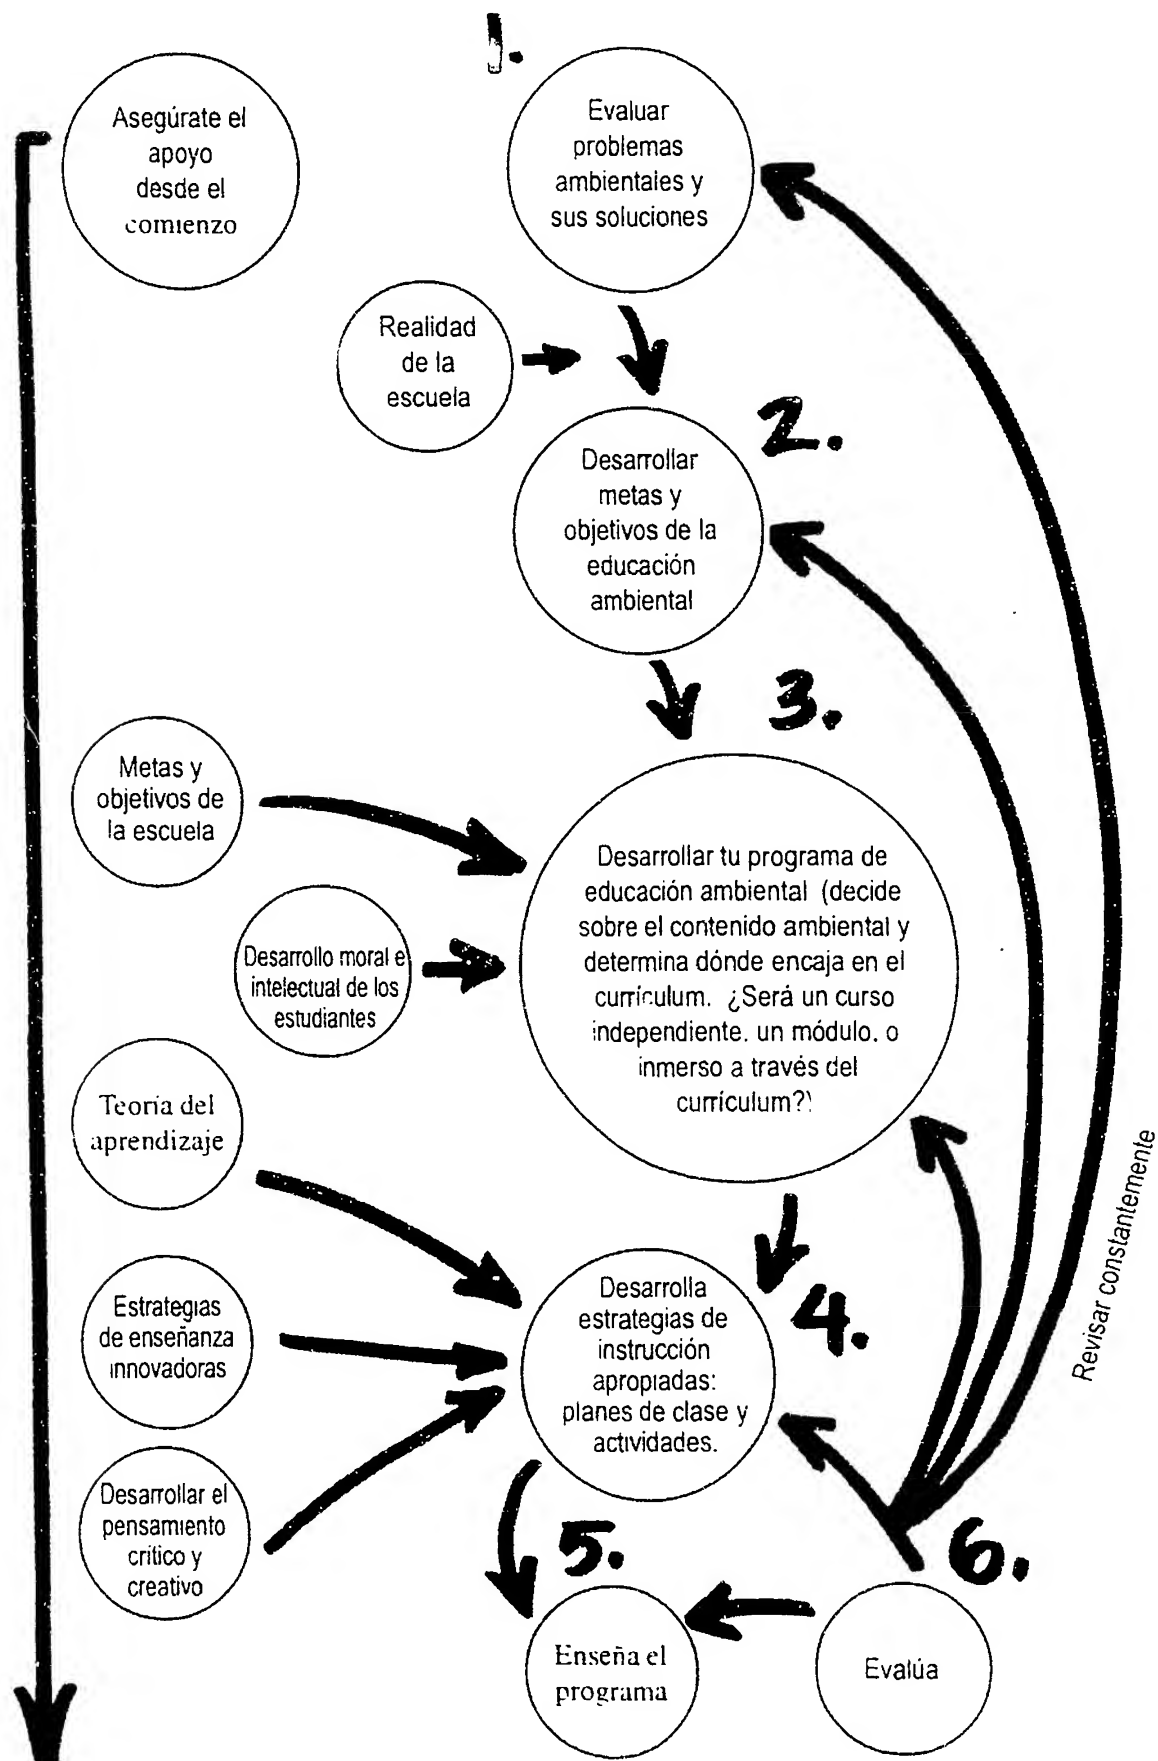 1.
Asegúrate el
apoyo
desde el
comienzo
Evaluar
problemas
ambientales y
sus soluciones
Realidad
de la
escuela
2.
Desarrollar
metas y
objetivos de la
educación
ambiental
3.
Metas y
objetivos de
la escuela
Desarrollar tu programa de
educación ambiental (decide
sobre el contenido ambiental y
determina dónde encaja en el
currículum. ¿Será un curso
independiente, un módulo, o
inmerso a través del
currículum?)
Desarrollo moral e
intelectual de los
estudiantes
Teoría del
aprendizaje
Revisar constantemente
4.
Desarrolla
estrategias de
instrucción
apropiadas:
planes de clase y
actividades.
Estrategias
de enseñanza
innovadoras
Desarrollar el
pensamiento
crítico y
creativo
5.
6.
Enseña el
programa
Evalúa